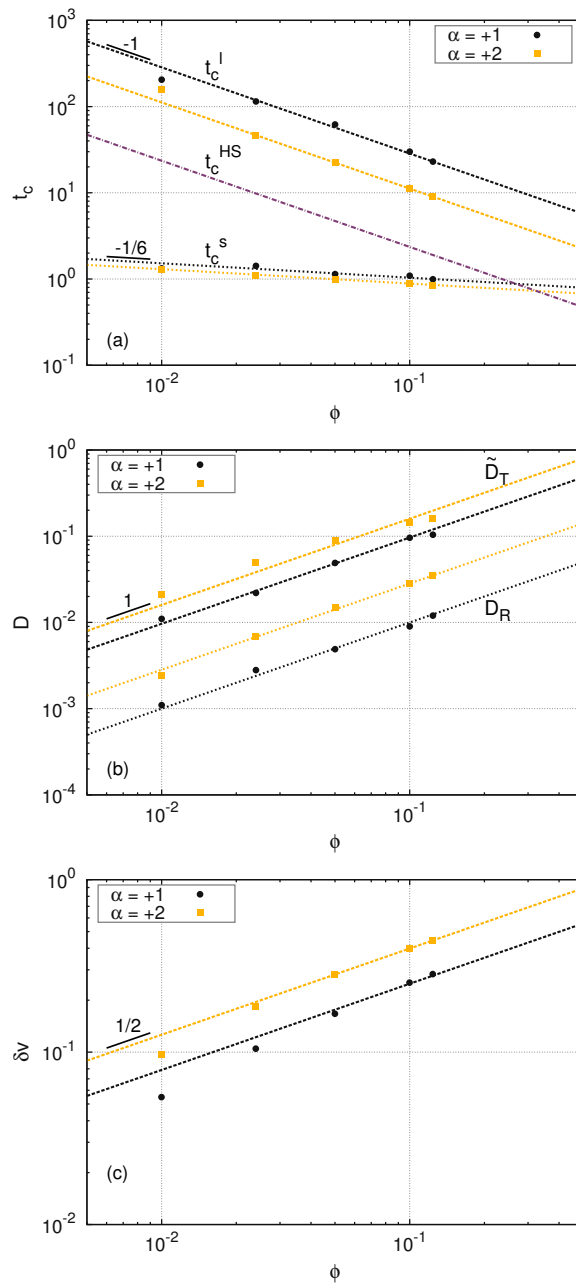 10^3
10^2
10^1
10^0
10^-1
t_c
-1
t_c^l
α = +1
α = +2
t_c^HS
-1/6
t_c^s
(a)
10^-2
10^-1
ϕ
10^0
10^-1
10^-2
10^-3
10^-4
D
α = +1
α = +2
D̃_T
1
D_R
(b)
10^-2
10^-1
ϕ
10^0
10^-1
10^-2
δv
α = +1
α = +2
1/2
(c)
10^-2
10^-1
ϕ